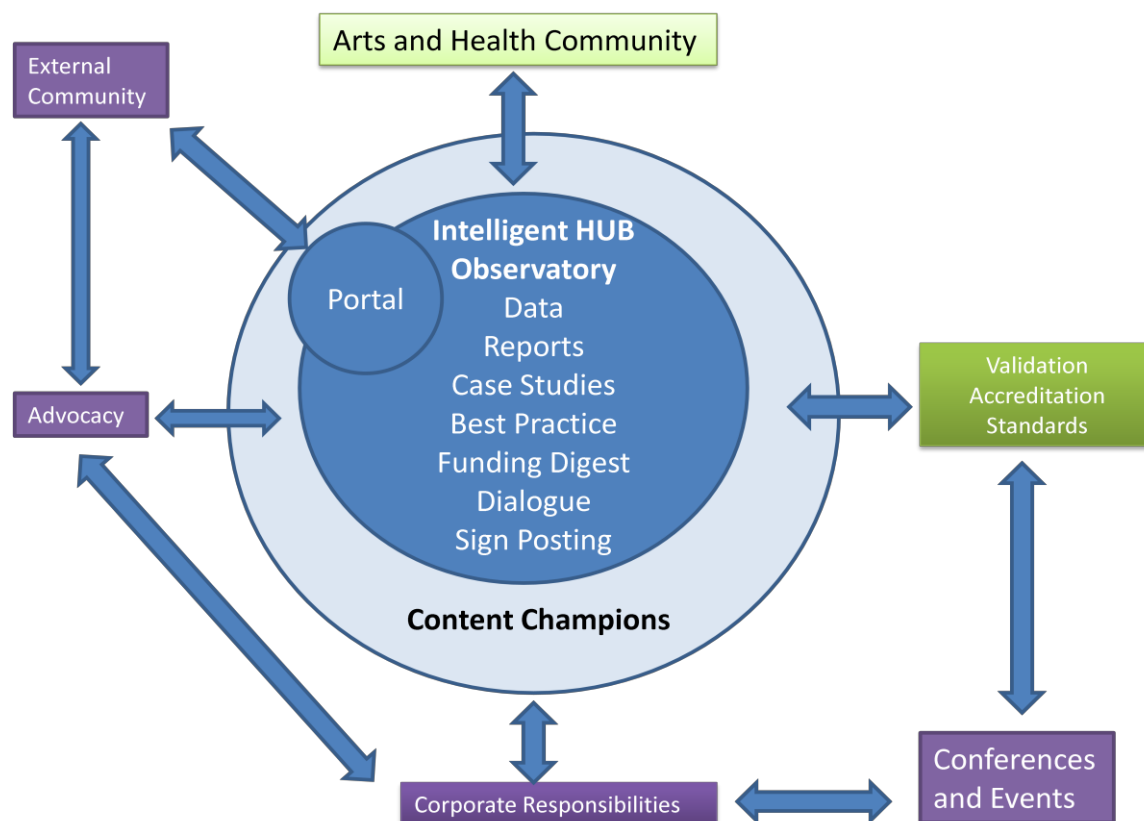 Arts and Health Community
External
Community
Intelligent HUB
Observatory
Portal
Data
Reports
Case Studies
Best Practice
Funding Digest
Dialogue
Sign Posting
Validation
Accreditation
Standards
Advocacy
Content Champions
Conferences
and Events
Corporate Responsibilities